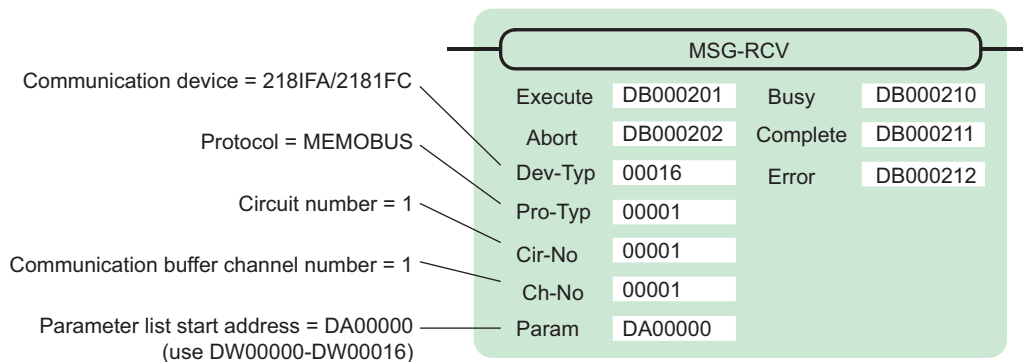 MSG-RCV
Communication device = 218IFA/2181FC
Execute DB000201 Busy DB000210
Abort DB000202 Complete DB000211
Protocol = MEMOBUS
Dev-Typ 00016 Error DB000212
Circuit number = 1
Pro-Typ 00001
Cir-No 00001
Communication buffer channel number = 1
Ch-No 00001
Parameter list start address = DA00000
(use DW00000-DW00016)
Param DA00000